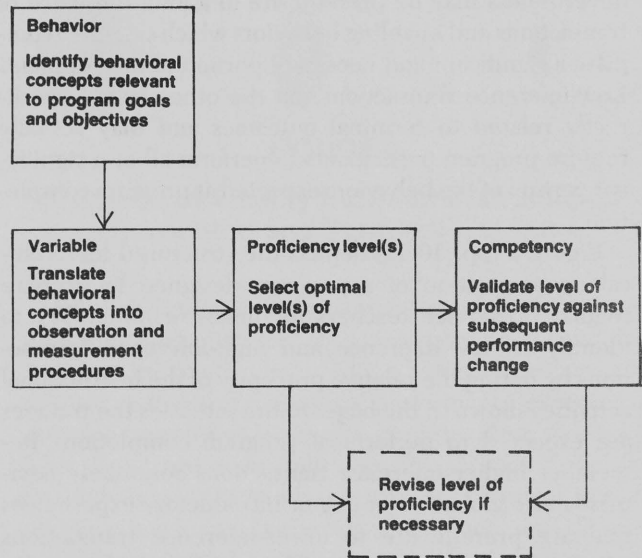 Behavior
Identify behavioral
concepts relevant
to program goals
and objectives
Variable
Translate
behavioral
concepts into
observation and
measurement
procedures
Proficiency level(s)
Select optimal
level(s) of
proficiency
Competency
Validate level of
proficiency against
subsequent
performance
change
Revise level of
proficiency if
necessary